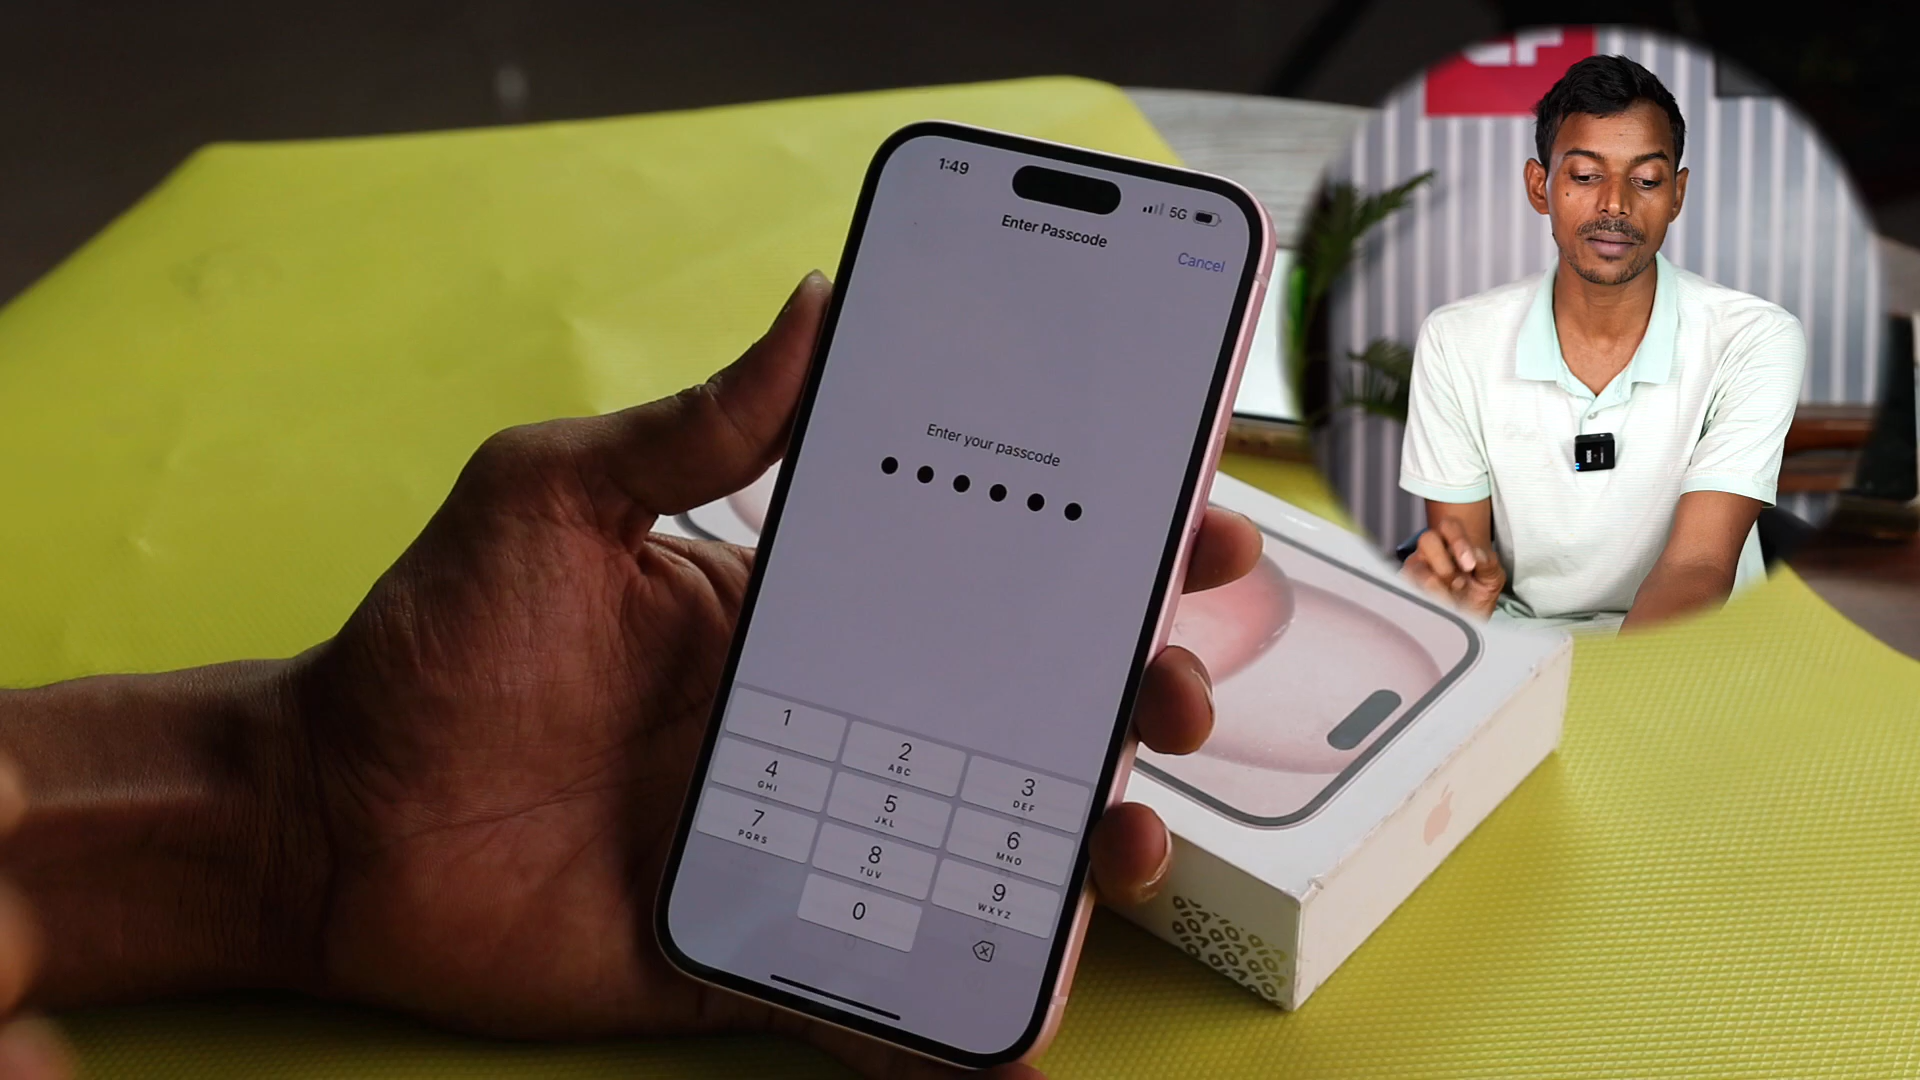 1:49
5G
Enter Passcode
Cancel
Enter your passcode
1
2
ABC
3
DEF
4
GHI
5
JKL
6
MNO
7
PQRS
8
TUV
9
WXYZ
0